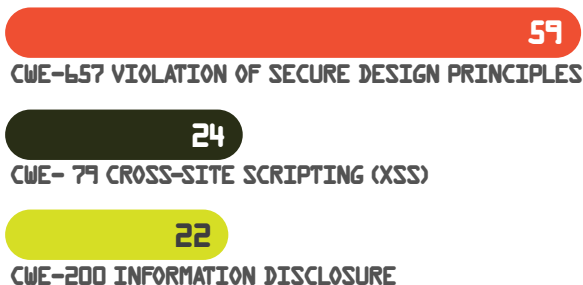 59
CWE-657 VIOLATION OF SECURE DESIGN PRINCIPLES
24
CWE- 79 CROSS-SITE SCRIPTING (XSS)
22
CWE-200 INFORMATION DISCLOSURE